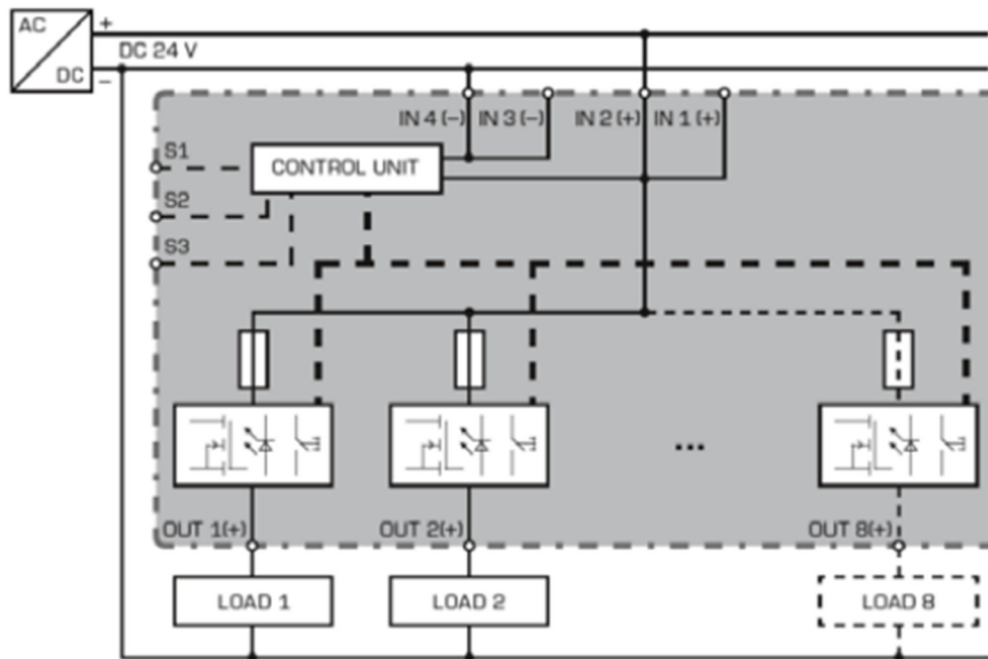 AC
+
DC 24 V
DC
−
IN 4 (−) IN 3 (−) IN 2 (+) IN 1 (+)
S1
CONTROL UNIT
S2
S3
...
OUT 1(+) OUT 2(+) OUT 8(+)
LOAD 1 LOAD 2 LOAD 8